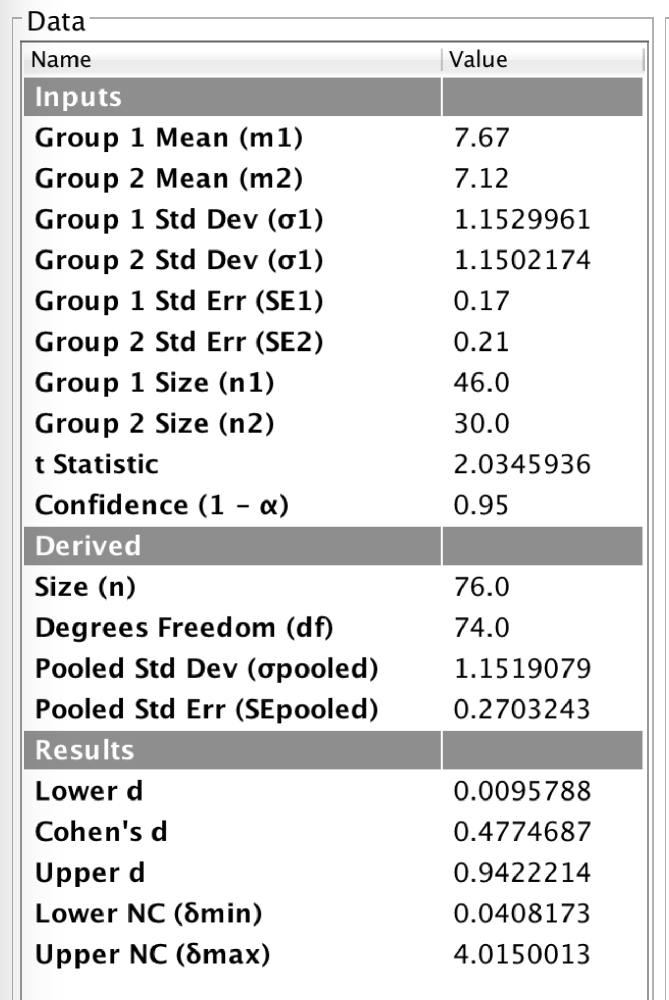 Data
Name Value
Inputs
Group 1 Mean (m1) 7.67
Group 2 Mean (m2) 7.12
Group 1 Std Dev (σ1) 1.1529961
Group 2 Std Dev (σ1) 1.1502174
Group 1 Std Err (SE1) 0.17
Group 2 Std Err (SE2) 0.21
Group 1 Size (n1) 46.0
Group 2 Size (n2) 30.0
t Statistic 2.0345936
Confidence (1 - α) 0.95
Derived
Size (n) 76.0
Degrees Freedom (df) 74.0
Pooled Std Dev (σpooled) 1.1519079
Pooled Std Err (SEpooled) 0.2703243
Results
Lower d 0.0095788
Cohen's d 0.4774687
Upper d 0.9422214
Lower NC (δmin) 0.0408173
Upper NC (δmax) 4.0150013